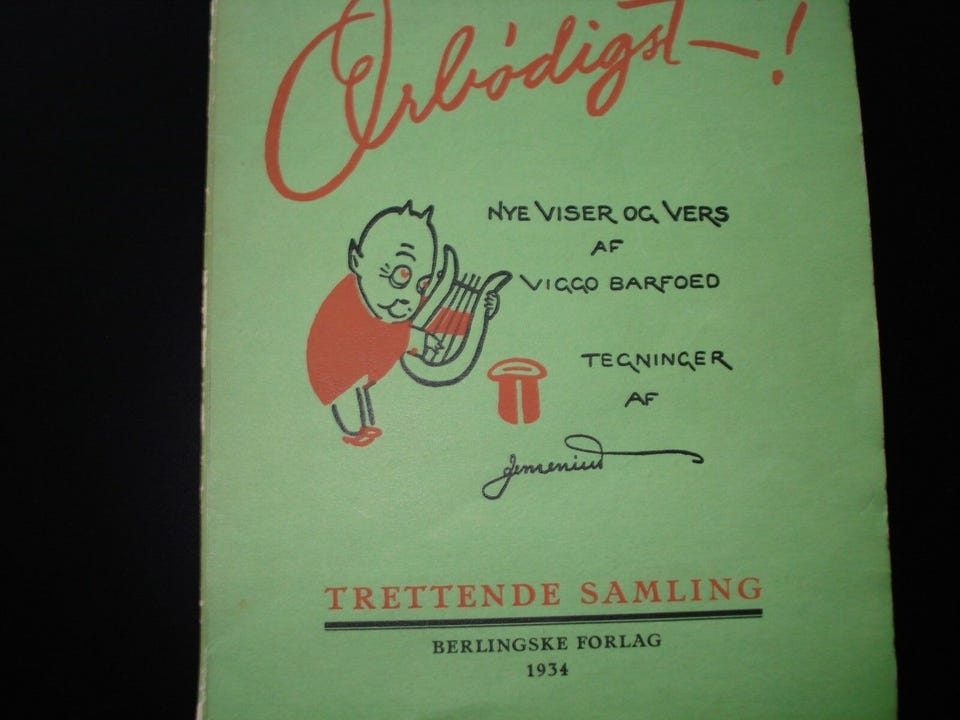 Ærbødigst—!
NYE VISER OG VERS
AF
VIGGO BARFOED
TEGNINGER
AF
Jensenius
TRETTENDE SAMLING
BERLINGSKE FORLAG
1934